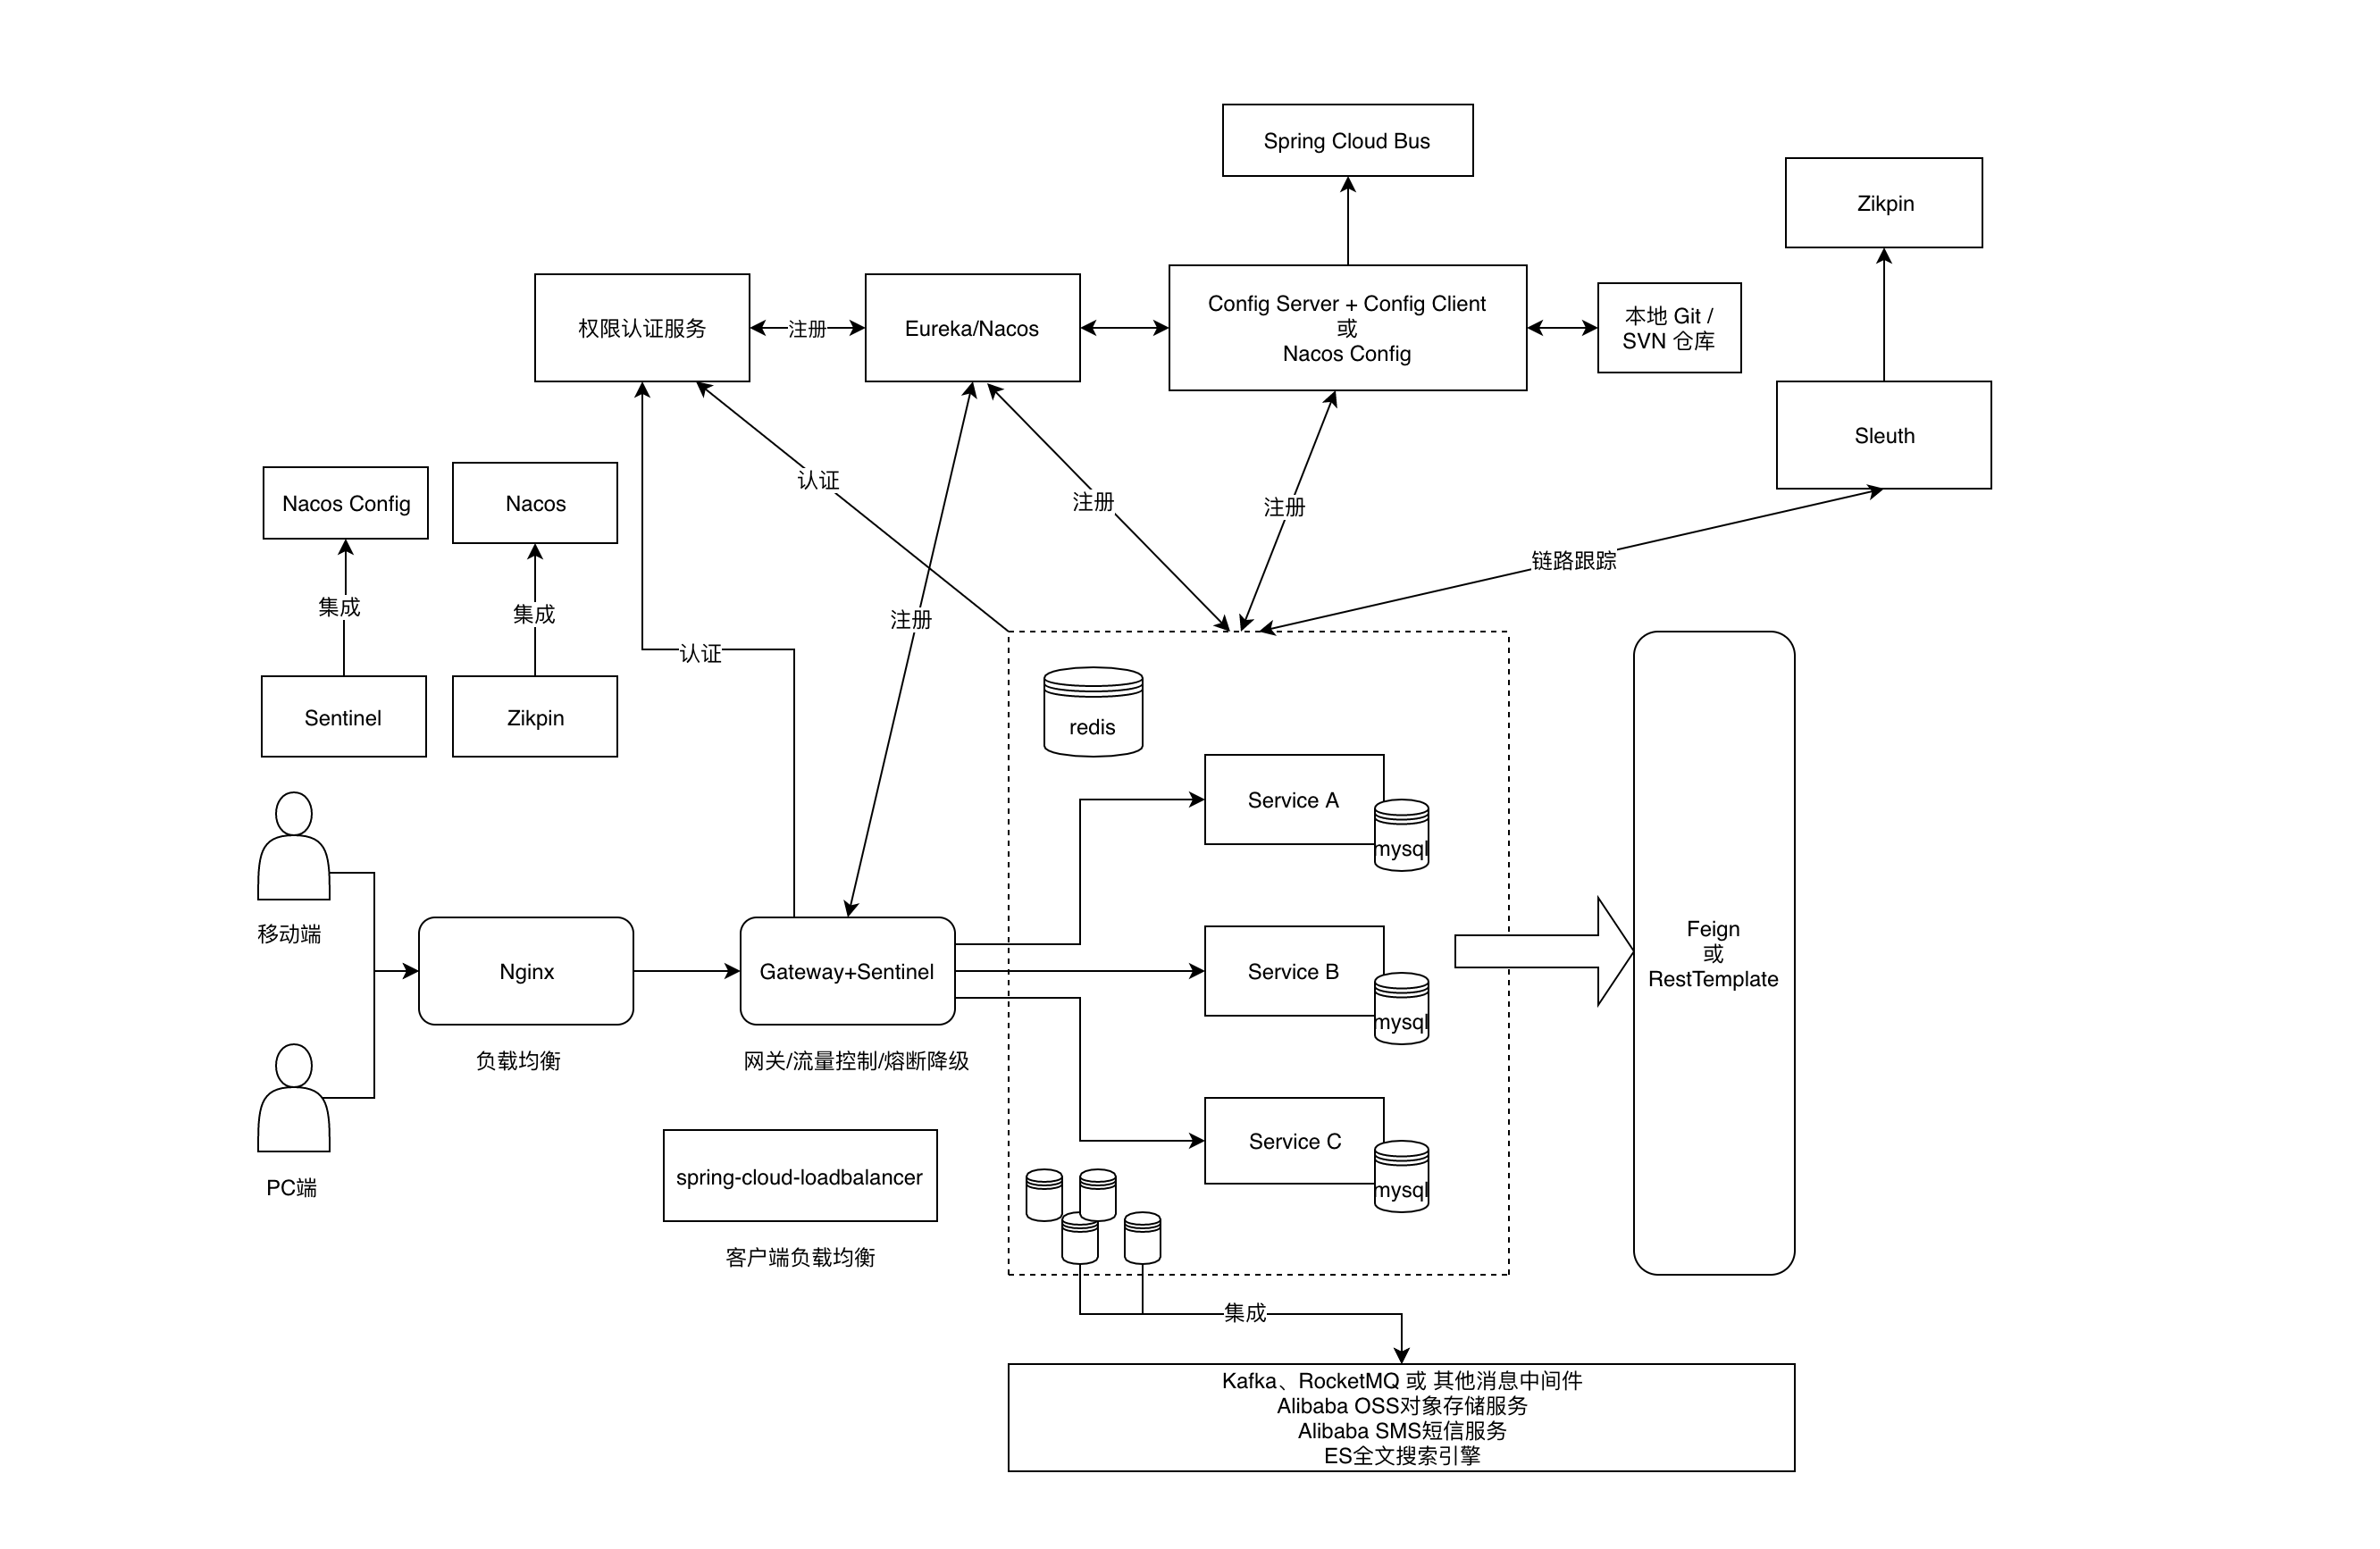 Spring Cloud Bus
Zikpin
权限认证服务
注册
Eureka/Nacos
Config Server + Config Client
或
Nacos Config
本地 Git /
SVN 仓库
Sleuth
Nacos Config
Nacos
认证
注册
注册
链路跟踪
集成
集成
注册
认证
Sentinel
Zikpin
redis
Service A
mysql
移动端
Nginx
Gateway+Sentinel
Service B
mysql
Feign
或
RestTemplate
负载均衡
网关/流量控制/熔断降级
Service C
mysql
PC端
spring-cloud-loadbalancer
客户端负载均衡
集成
Kafka、RocketMQ 或 其他消息中间件
Alibaba OSS对象存储服务
Alibaba SMS短信服务
ES全文搜索引擎